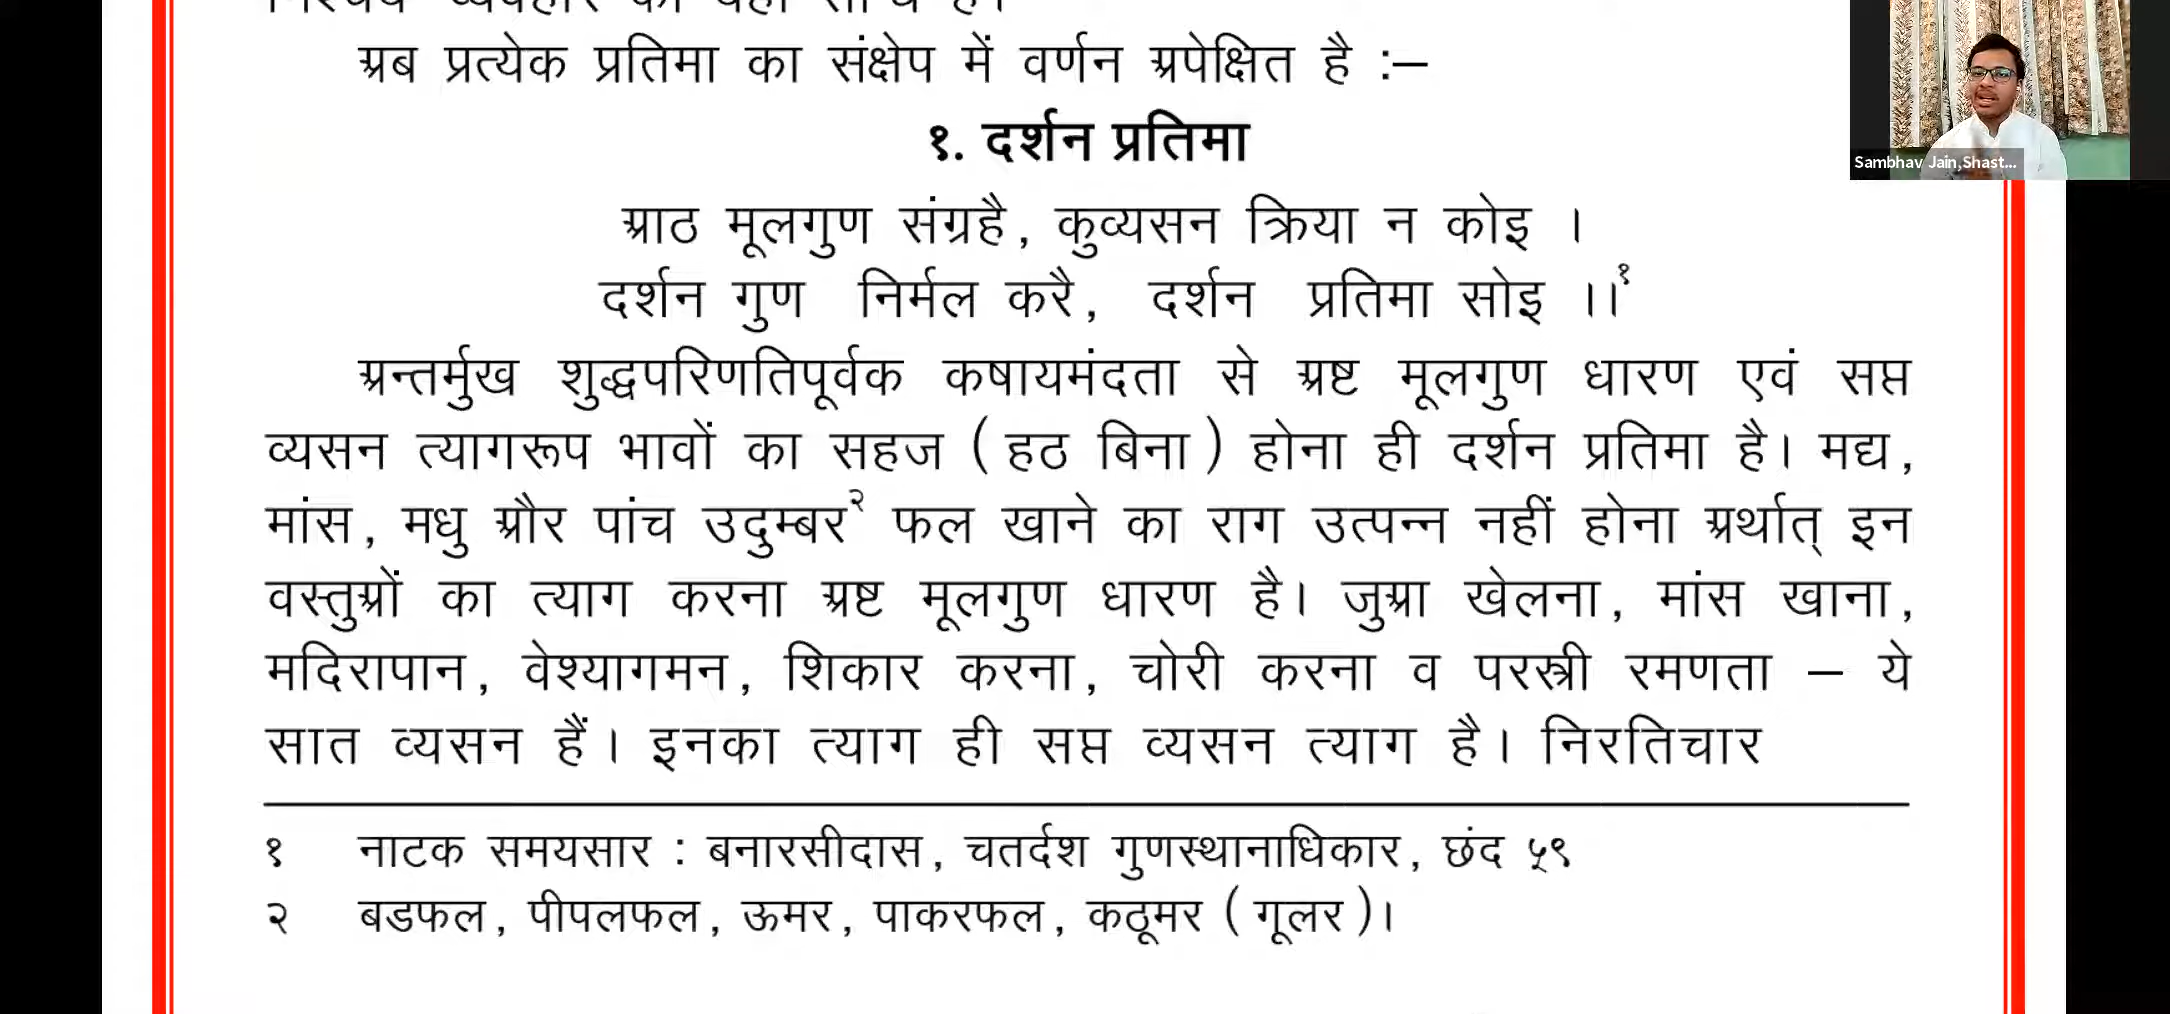 अब प्रत्येक प्रतिमा का संक्षेप में वर्णन अपेक्षित है :—
१. दर्शन प्रतिमा
आठ मूलगुण संग्रहै, कुव्यसन क्रिया न कोइ ।
दर्शन गुण निर्मल करै, दर्शन प्रतिमा सोइ ।।१
अन्तर्मुख शुद्धपरिणतिपूर्वक कषायमंदता से अष्ट मूलगुण धारण एवं सप्त
व्यसन त्यागरूप भावों का सहज (हठ बिना) होना ही दर्शन प्रतिमा है। मद्य,
मांस, मधु और पांच उदुम्बर२ फल खाने का राग उत्पन्न नहीं होना अर्थात् इन
वस्तुओं का त्याग करना अष्ट मूलगुण धारण है। जुआ खेलना, मांस खाना,
मदिरापान, वेश्यागमन, शिकार करना, चोरी करना व परस्त्री रमणता – ये
सात व्यसन हैं। इनका त्याग ही सप्त व्यसन त्याग है। निरतिचार
१ नाटक समयसार : बनारसीदास, चतर्दश गुणस्थानाधिकार, छंद ५९
२ बडफल, पीपलफल, ऊमर, पाकरफल, कठूमर (गूलर)।
Sambhav Jain,Shast...